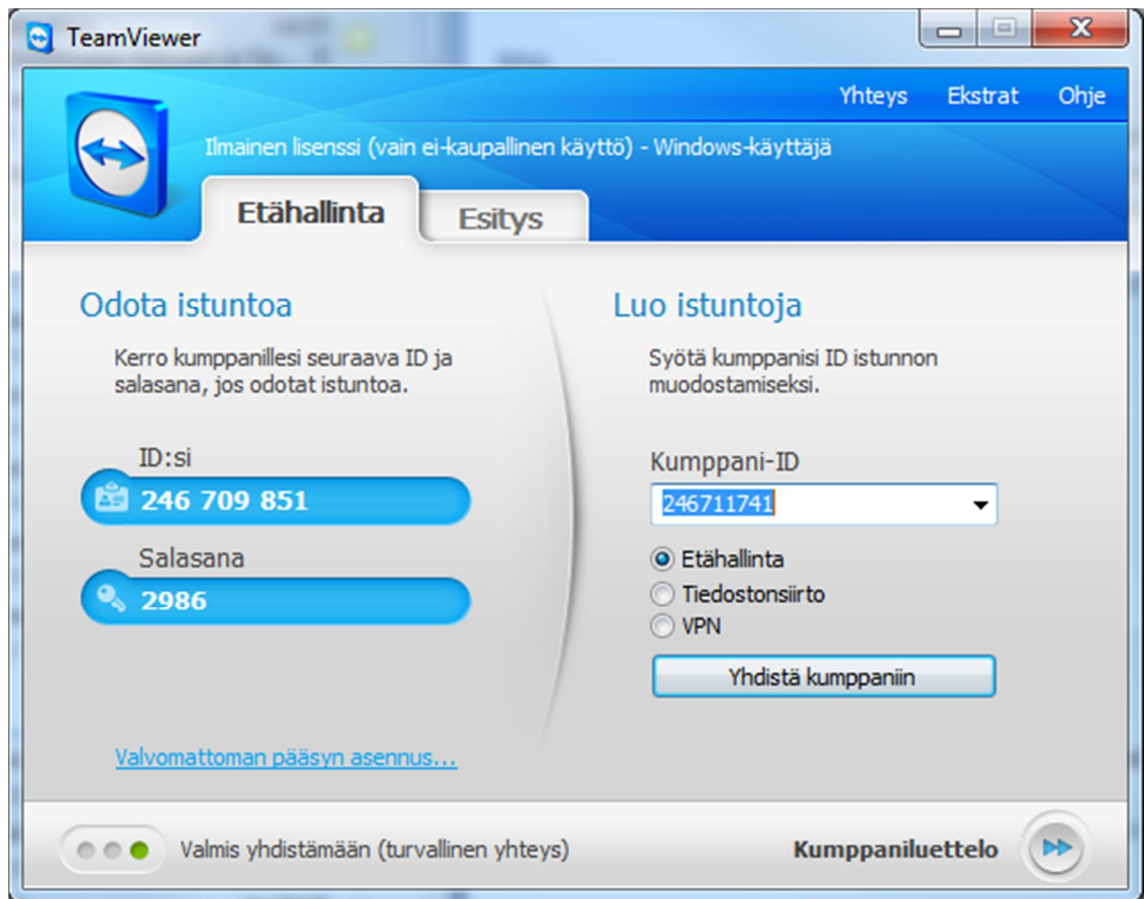 TeamViewer
Yhteys Ekstrat Ohje
Ilmainen lisenssi (vain ei-kaupallinen käyttö) - Windows-käyttäjä
Etähallinta Esitys
Odota istuntoa
Kerro kumppanillesi seuraava ID ja
salasana, jos odotat istuntoa.
ID:si
246 709 851
Salasana
2986
Valvomattoman pääsyn asennus...
Luo istuntoja
Syötä kumppanisi ID istunnon
muodostamiseksi.
Kumppani-ID
246711741
Etähallinta
Tiedostonsiirto
VPN
Yhdistä kumppaniin
Valmis yhdistämään (turvallinen yhteys)
Kumppaniluettelo